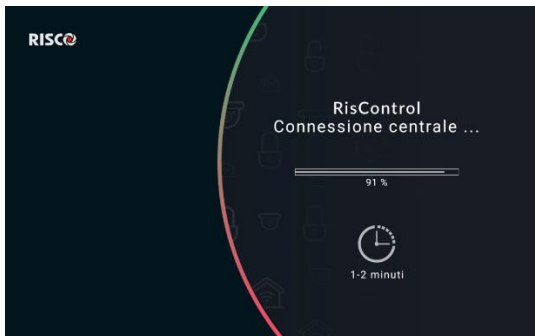 RISCO
RisControl
Connessione centrale ...
91 %
1-2 minuti